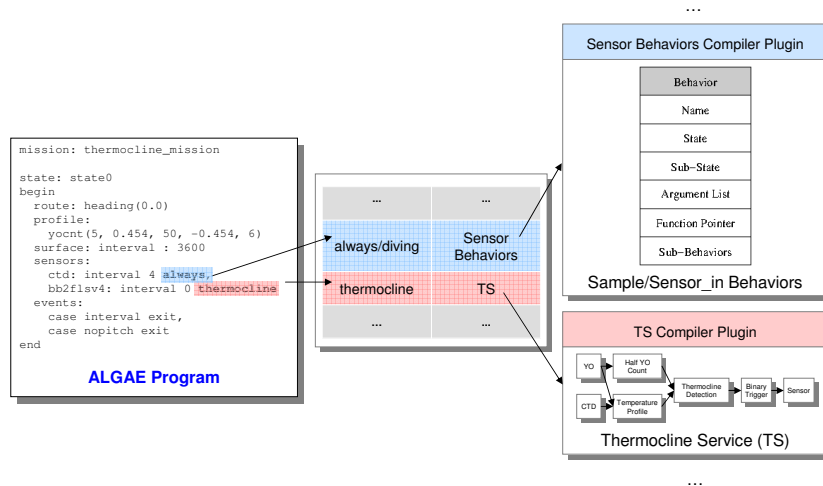 mission: thermocline_mission
state: state0
begin
route: heading(0.0)
profile:
yocnt(5, 0.454, 50, -0.454, 6)
surface: interval : 3600
sensors:
ctd: interval 4 always,
bb2flsv4: interval 0 thermocline
events:
case interval exit,
case nopitch exit
end
ALGAE Program
... ...
always/diving Sensor
Behaviors
thermocline TS
... ...
...
Sensor Behaviors Compiler Plugin
Behavior
Name
State
Sub-State
Argument List
Function Pointer
Sub-Behaviors
Sample/Sensor_in Behaviors
TS Compiler Plugin
YO
Half YO
Count
CTD
Temperature
Profile
Thermocline
Detection
Binary
Trigger
Sensor
Thermocline Service (TS)
...